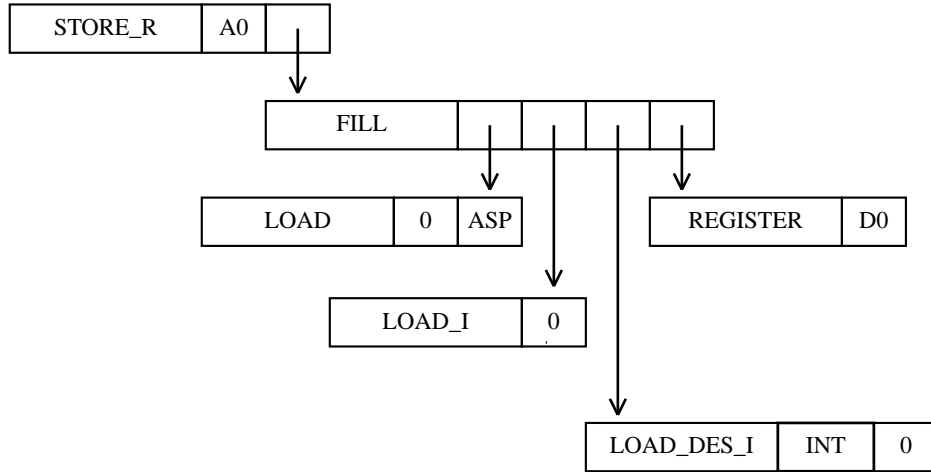 STORE_R A0
FILL
LOAD 0 ASP REGISTER D0
LOAD_I 0
LOAD_DES_I INT 0